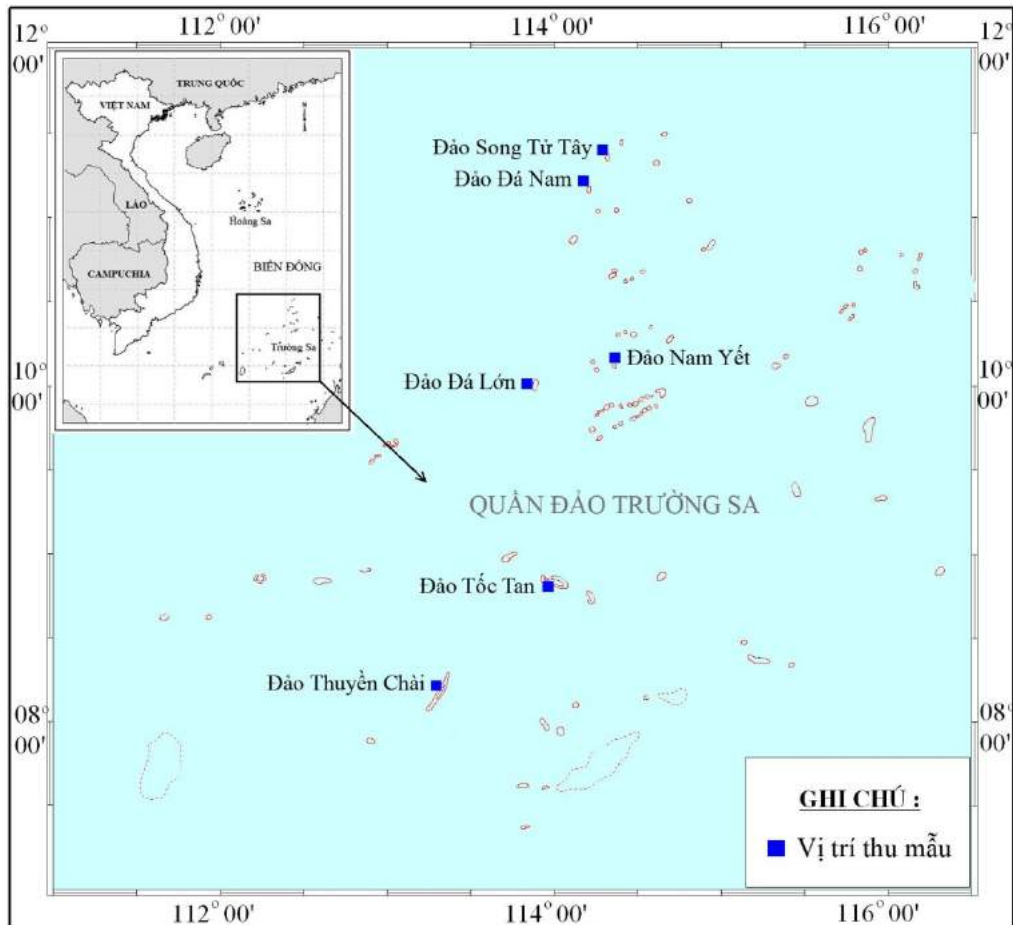 112° 00'
114° 00'
116° 00'
12°
00'
12°
00'
TRUNG QUỐC
VIỆT NAM
N
LÀO
Hoàng Sa
CAMPUCHIA
BIỂN ĐÔNG
Trường Sa
Đảo Song Tử Tây
Đảo Đá Nam
Đảo Nam Yết
Đảo Đá Lớn
10°
00'
10°
00'
QUẦN ĐẢO TRƯỜNG SA
Đảo Tốc Tan
Đảo Thuyền Chài
08°
00'
08°
00'
GHI CHÚ :
Vị trí thu mẫu
112° 00'
114° 00'
116° 00'